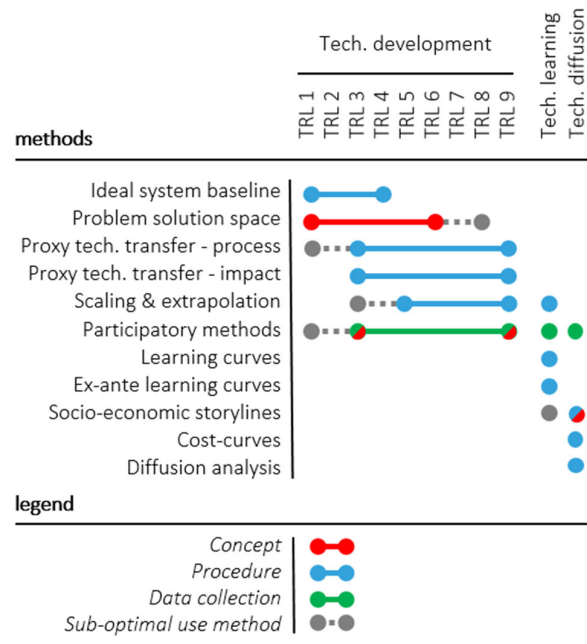 Tech. development
Tech. learning
Tech. diffusion
TRL 1
TRL 2
TRL 3
TRL 4
TRL 5
TRL 6
TRL 7
TRL 8
TRL 9
methods
Ideal system baseline
Problem solution space
Proxy tech. transfer - process
Proxy tech. transfer - impact
Scaling & extrapolation
Participatory methods
Learning curves
Ex-ante learning curves
Socio-economic storylines
Cost-curves
Diffusion analysis
legend
Concept
Procedure
Data collection
Sub-optimal use method